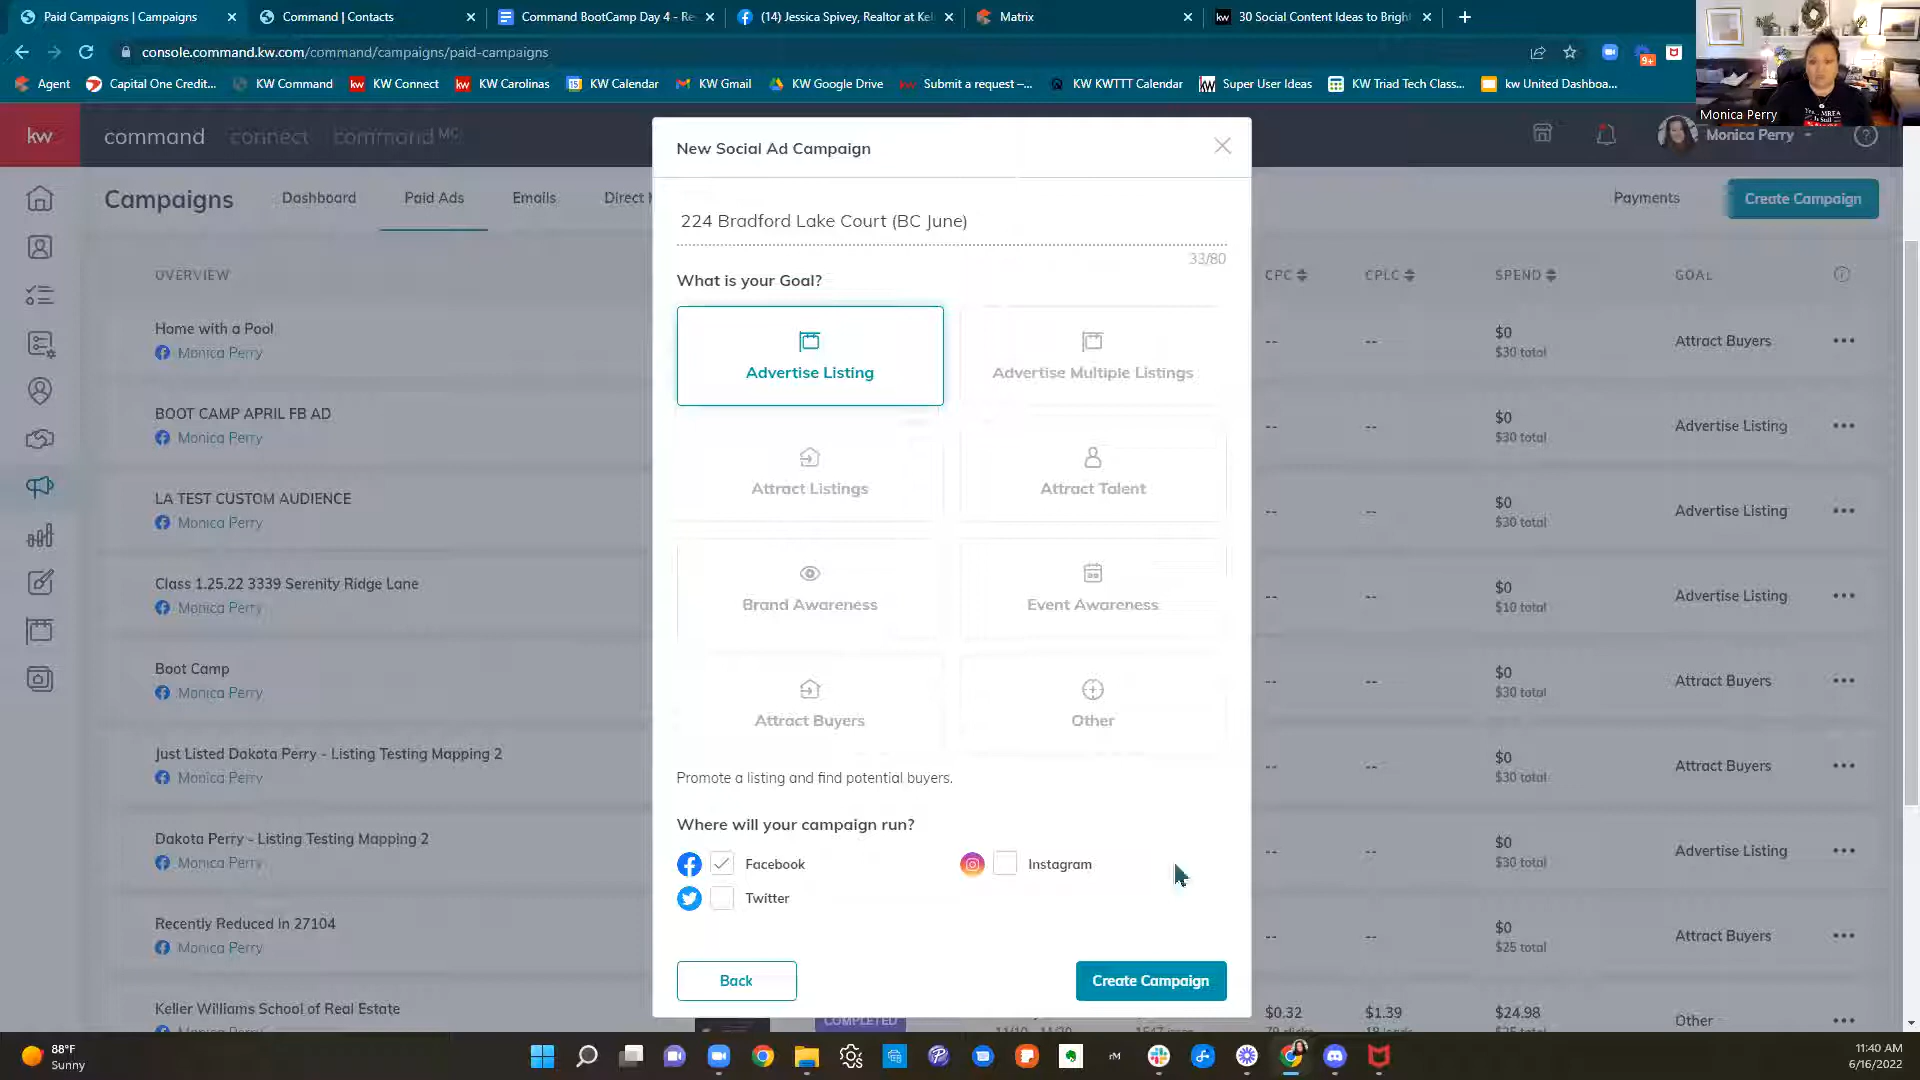 Paid Campaigns | Campaigns
Command | Contacts
Command BootCamp Day 4 - Re
(14) Jessica Spivey, Realtor at Kel
Matrix
kw 30 Social Content Ideas to Bright
console.command.kw.com/command/campaigns/paid-campaigns
9+
Agent
Capital One Credit...
KW Command
kw KW Connect
kw KW Carolinas
KW Calendar
KW Gmail
KW Google Drive
Submit a request –...
KW KWTTT Calendar
Super User Ideas
KW Triad Tech Class...
kw United Dashboa...
Monica Perry
kw
command
connect
command MC
Monica Perry
Campaigns
Dashboard
Paid Ads
Emails
Direct
Payments
Create Campaign
OVERVIEW
CPC
CPLC
SPEND
GOAL
Home with a Pool
Monica Perry
--
--
$0
$30 total
Attract Buyers
BOOT CAMP APRIL FB AD
Monica Perry
--
--
$0
$30 total
Advertise Listing
LA TEST CUSTOM AUDIENCE
Monica Perry
--
--
$0
$30 total
Advertise Listing
Class 1.25.22 3339 Serenity Ridge Lane
Monica Perry
--
--
$0
$10 total
Advertise Listing
Boot Camp
Monica Perry
--
--
$0
$30 total
Attract Buyers
Just Listed Dakota Perry - Listing Testing Mapping 2
Monica Perry
--
--
$0
$30 total
Attract Buyers
Dakota Perry - Listing Testing Mapping 2
Monica Perry
--
--
$0
$30 total
Advertise Listing
Recently Reduced In 27104
Monica Perry
--
--
$0
$25 total
Attract Buyers
Keller Williams School of Real Estate
Monica Perry
COMPLETED
$0.32
$1.39
$24.98
Other
New Social Ad Campaign
224 Bradford Lake Court (BC June)
33/80
What is your Goal?
Advertise Listing
Advertise Multiple Listings
Attract Listings
Attract Talent
Brand Awareness
Event Awareness
Attract Buyers
Other
Promote a listing and find potential buyers.
Where will your campaign run?
Facebook
Instagram
Twitter
Back
Create Campaign
88°F
Sunny
rM
11:40 AM
6/16/2022